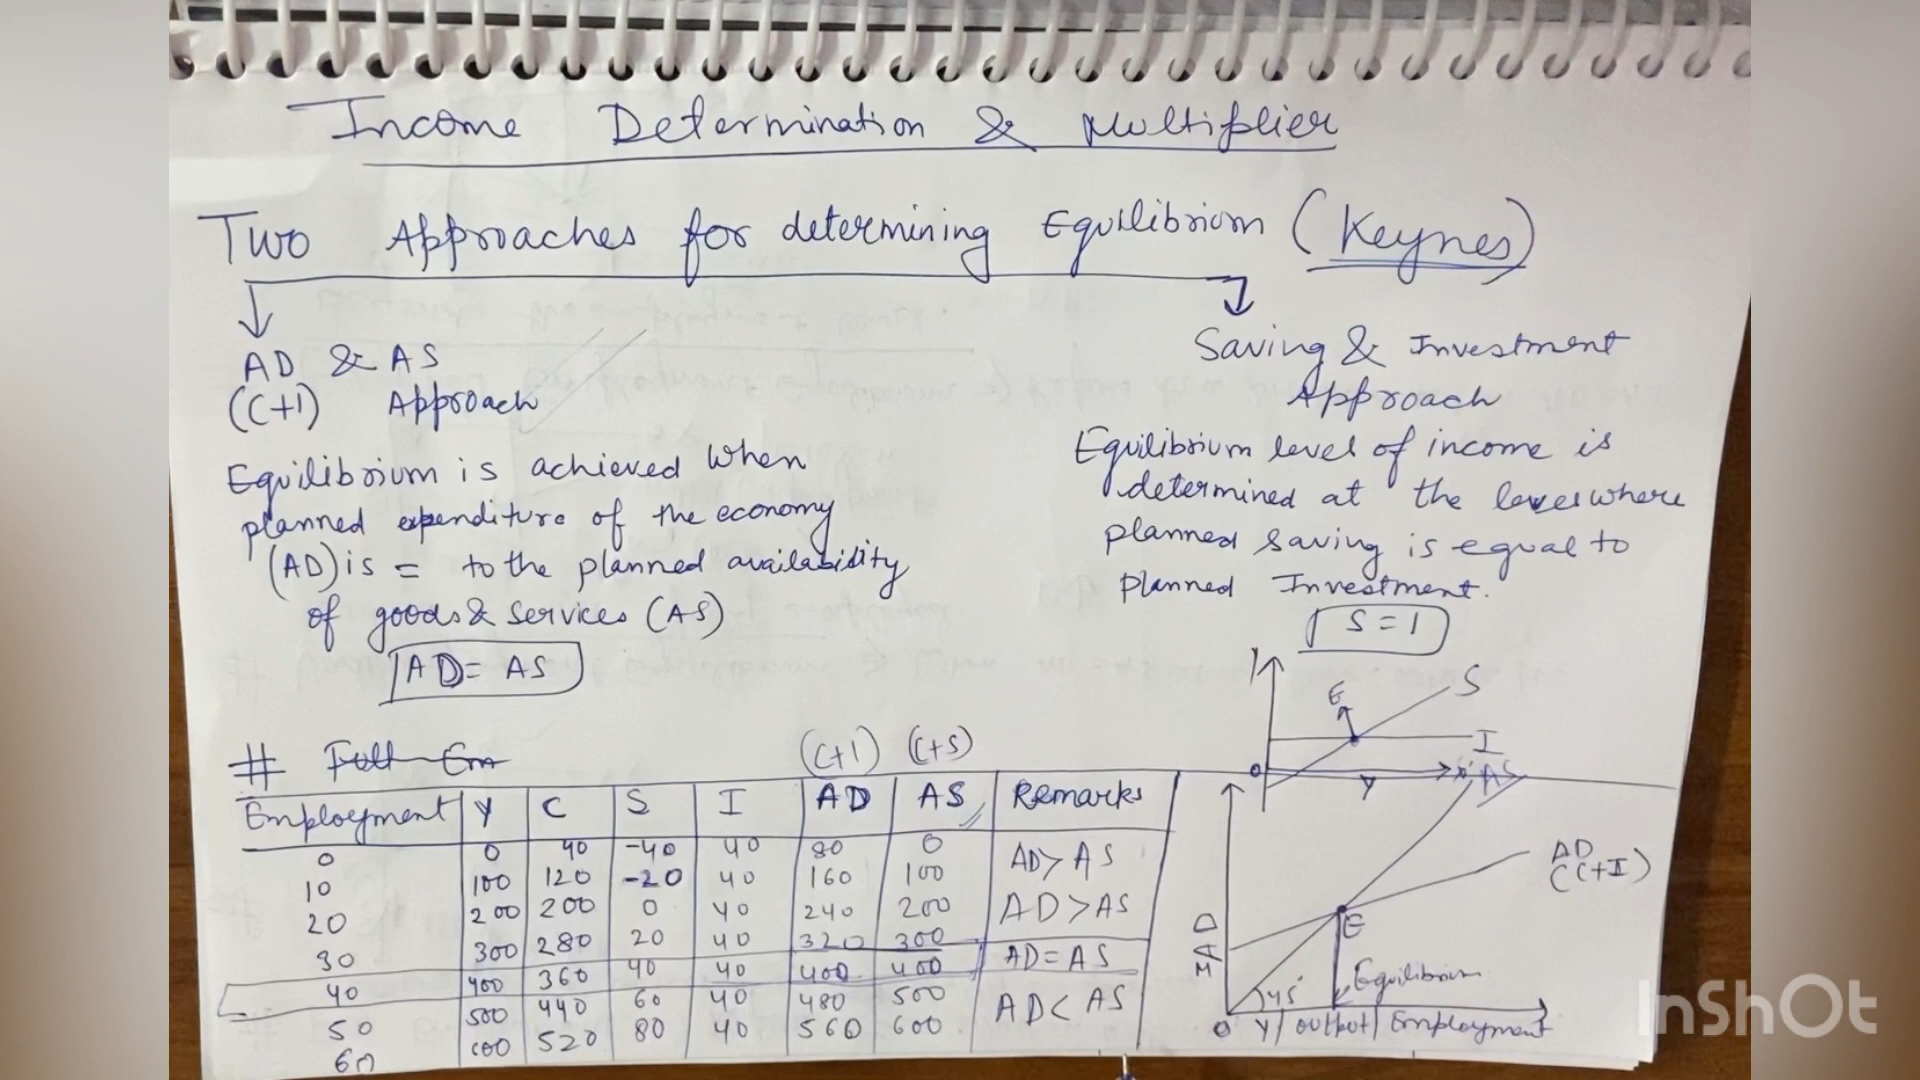 Income Determination & Multiplier
Two Approaches for determining Equilibrium (Keynes)
AD & AS
(C+I) Approach
Equilibrium is achieved when
planned expenditure of the economy
(AD) is = to the planned availability
of goods & services (AS)
AD = AS
Saving & Investment
Approach
Equilibrium level of income is
determined at the level where
planned saving is equal to
planned Investment.
S = I
Y
E
S
I
O
Y
# Full Em
(C+I) (C+S)
Employment Y C S I AD AS Remarks
0 0 40 -40 40 80 0 AD > AS
10 100 120 -20 40 160 100
20 200 200 0 40 240 200 AD > AS
30 300 280 20 40 320 300
40 400 360 40 40 400 400 AD = AS
50 500 440 60 40 480 500 AD < AS
60 600 520 80 40 560 600
AS
AD
(C+I)
AD
E
Equilibrium
45°
O Y/output/Employment
InShOt